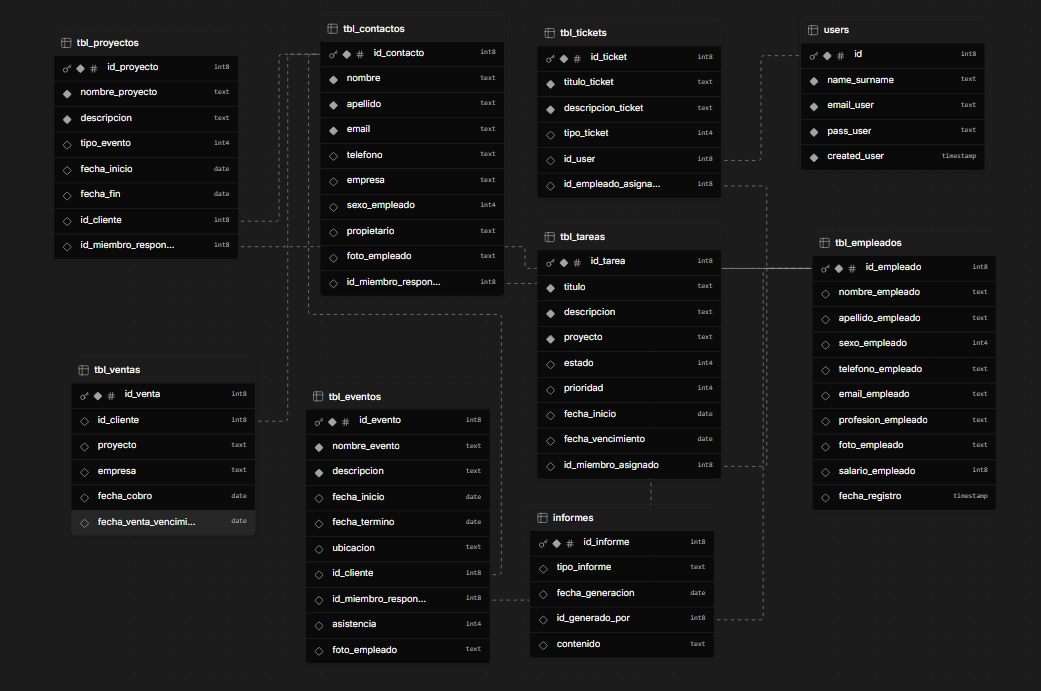 tbl_proyectos
# id_proyecto int8
nombre_proyecto text
descripcion text
tipo_evento int4
fecha_inicio date
fecha_fin date
id_cliente int8
id_miembro_respon... int8
tbl_contactos
# id_contacto int8
nombre text
apellido text
email text
telefono text
empresa text
sexo_empleado int4
propietario text
foto_empleado text
id_miembro_respon... int8
tbl_tickets
# id_ticket int8
titulo_ticket text
descripcion_ticket text
tipo_ticket int4
id_user int8
id_empleado_asigna... int8
users
# id int8
name_surname text
email_user text
pass_user text
created_user timestamp
tbl_tareas
# id_tarea int8
titulo text
descripcion text
proyecto text
estado int4
prioridad int4
fecha_inicio date
fecha_vencimiento date
id_miembro_asignado int8
tbl_empleados
# id_empleado int8
nombre_empleado text
apellido_empleado text
sexo_empleado int4
telefono_empleado text
email_empleado text
profesion_empleado text
foto_empleado text
salario_empleado int8
fecha_registro timestamp
tbl_ventas
# id_venta int8
id_cliente int8
proyecto text
empresa text
fecha_cobro date
fecha_venta_vencimi... date
tbl_eventos
# id_evento int8
nombre_evento text
descripcion text
fecha_inicio date
fecha_termino date
ubicacion text
id_cliente int8
id_miembro_respon... int8
asistencia int4
foto_empleado text
informes
# id_informe int8
tipo_informe text
fecha_generacion date
id_generado_por int8
contenido text